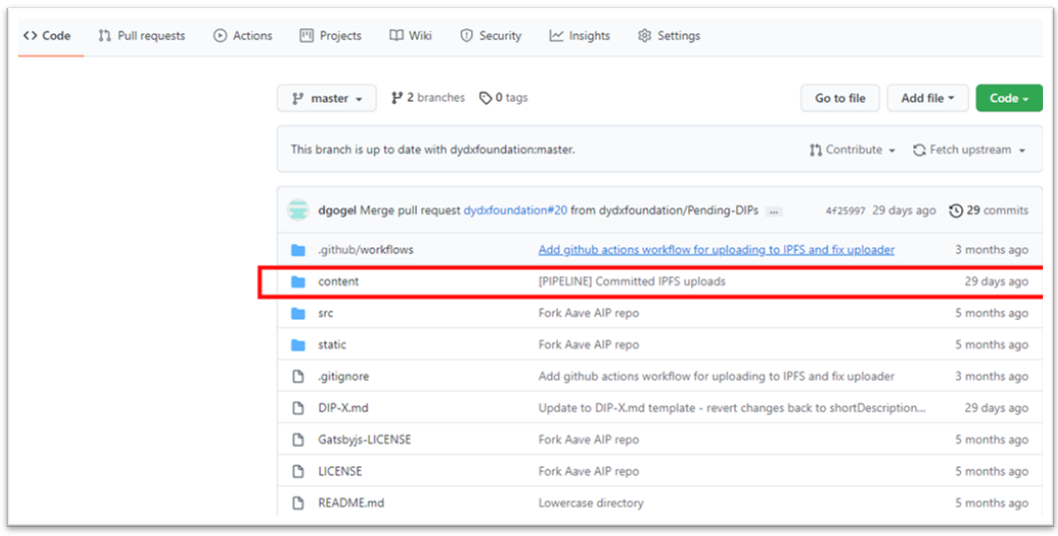 <> Code Pull requests Actions Projects Wiki Security Insights Settings
master 2 branches 0 tags Go to file Add file Code
This branch is up to date with dydxfoundation:master. Contribute Fetch upstream
dgogel Merge pull request dydxfoundation#20 from dydxfoundation/Pending-DIPs ... 4f25997 29 days ago 29 commits
.github/workflows Add github actions workflow for uploading to IPFS and fix uploader 3 months ago
content [PIPELINE] Committed IPFS uploads 29 days ago
src Fork Aave AIP repo 5 months ago
static Fork Aave AIP repo 5 months ago
.gitignore Add github actions workflow for uploading to IPFS and fix uploader 3 months ago
DIP-X.md Update to DIP-X.md template - revert changes back to shortDescription... 29 days ago
Gatsbyjs-LICENSE Fork Aave AIP repo 5 months ago
LICENSE Fork Aave AIP repo 5 months ago
README.md Lowercase directory 5 months ago